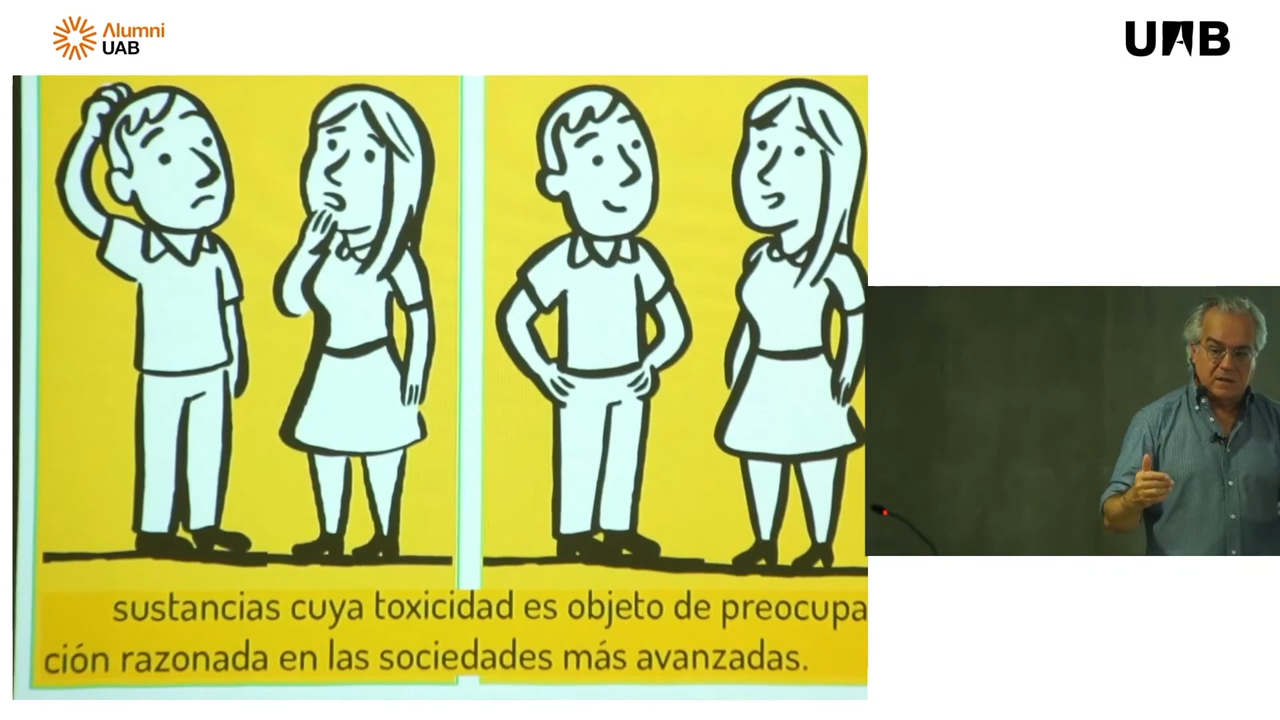 Alumni
UAB
UAB
sustancias cuya toxicidad es objeto de preocupa
ción razonada en las sociedades más avanzadas.